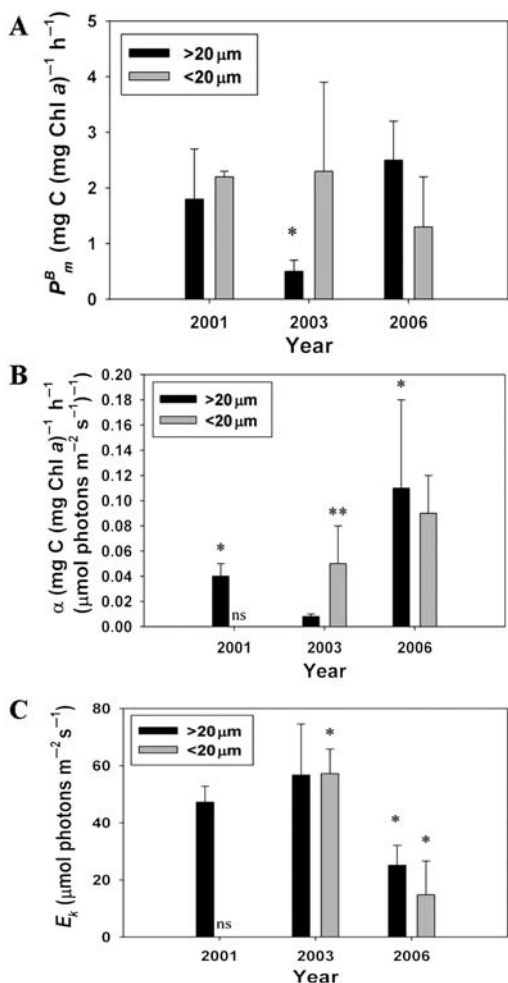 A
P^B_m (mg C (mg Chl a)⁻¹ h⁻¹
5
4
3
2
1
0
>20 µm
<20 µm
*
2001 2003 2006
Year
B
α (mg C (mg Chl a)⁻¹ h⁻¹
(µmol photons m⁻² s⁻¹)⁻¹)
0.20
0.18
0.16
0.14
0.12
0.10
0.08
0.06
0.04
0.02
0.00
>20 µm
<20 µm
*
ns
**
*
2001 2003 2006
Year
C
E_k (µmol photons m⁻² s⁻¹)
80
60
40
20
0
>20 µm
<20 µm
ns
*
*
*
2001 2003 2006
Year